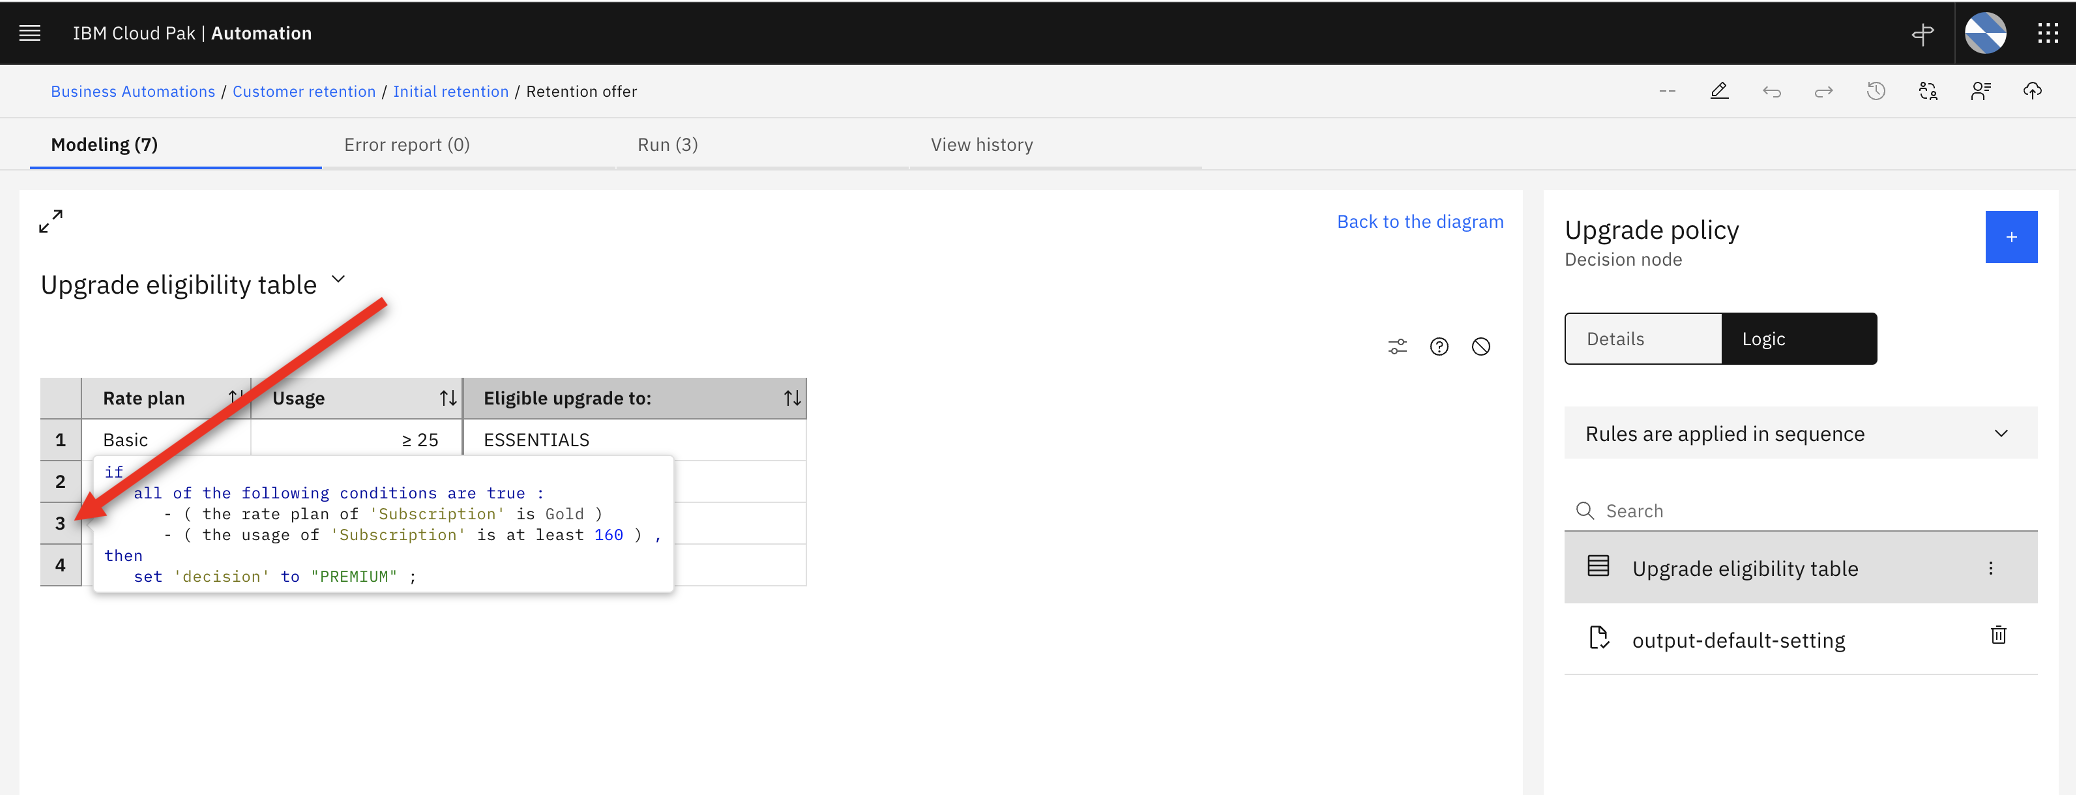 IBM Cloud Pak | Automation
Business Automations / Customer retention / Initial retention / Retention offer
--
Modeling (7)
Error report (0)
Run (3)
View history
Back to the diagram
Upgrade eligibility table
Rate plan
Usage
Eligible upgrade to:
1 Basic ≥ 25 ESSENTIALS
2
3
4
if
all of the following conditions are true :
- ( the rate plan of 'Subscription' is Gold )
- ( the usage of 'Subscription' is at least 160 ) ,
then
set 'decision' to "PREMIUM" ;
Upgrade policy
+
Decision node
Details
Logic
Rules are applied in sequence
Search
Upgrade eligibility table
output-default-setting